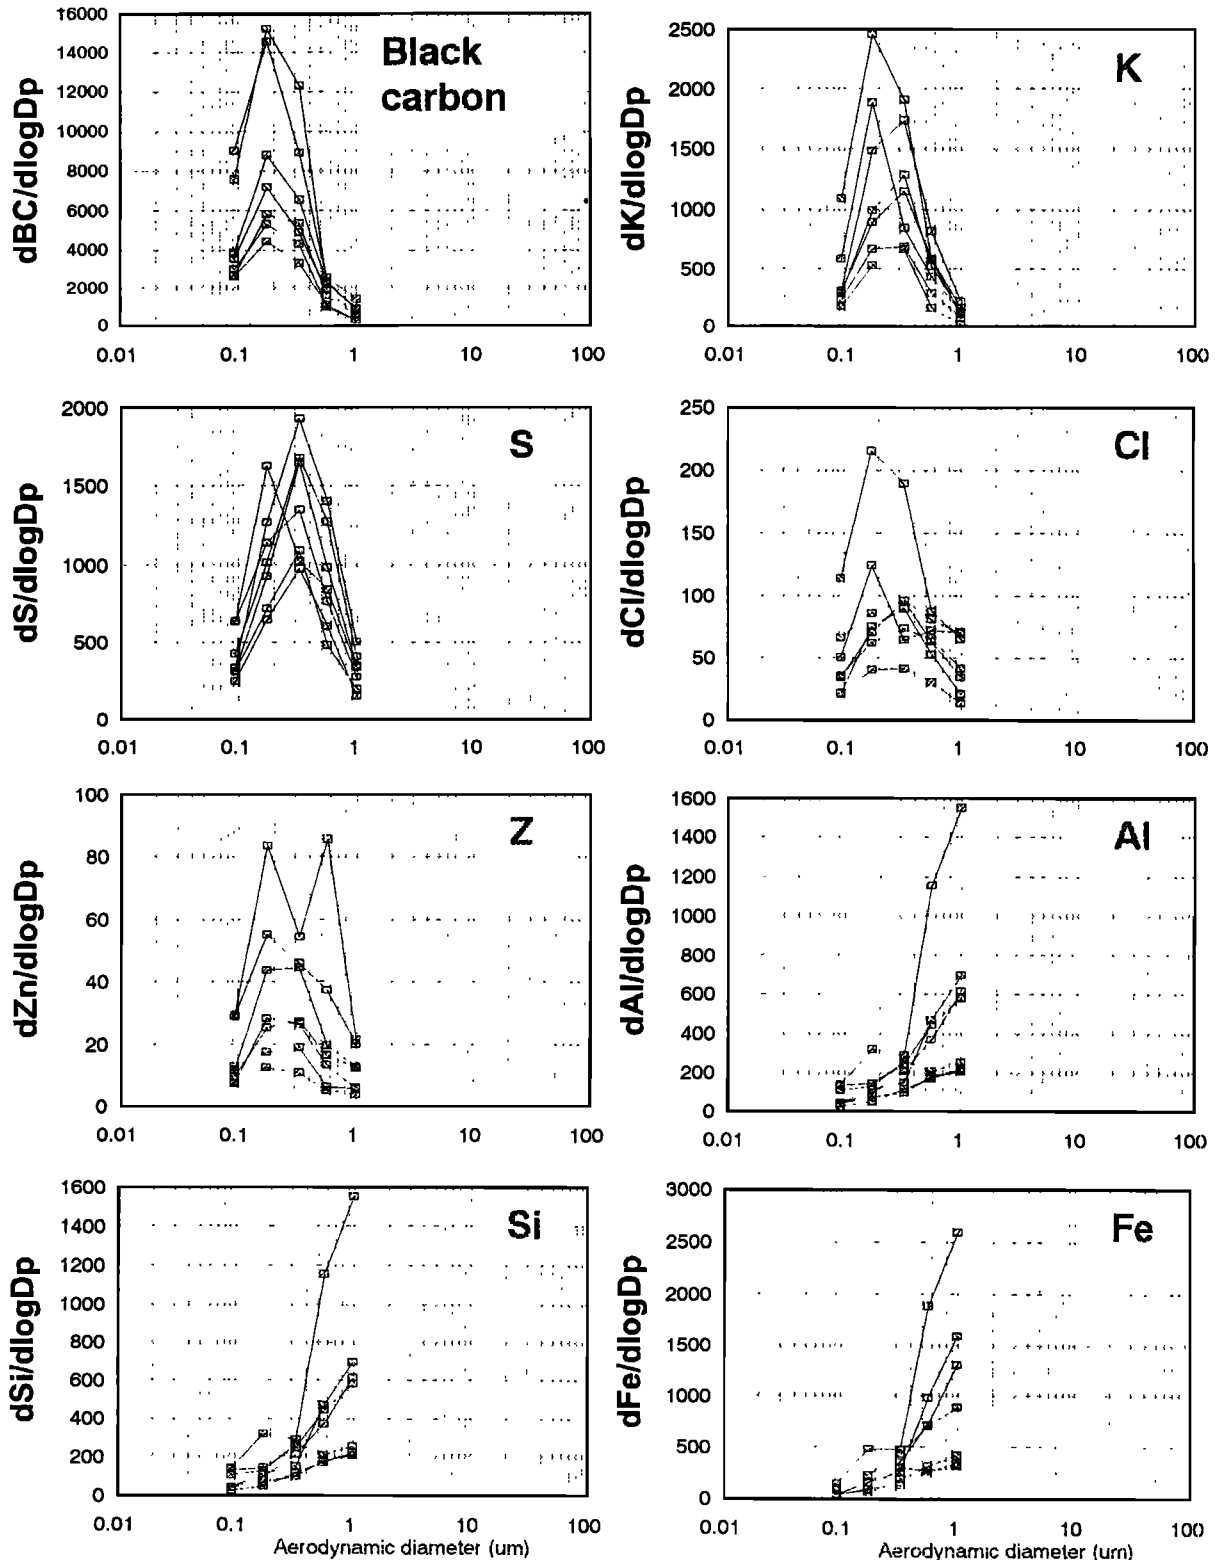 16000
14000
12000
10000
8000
6000
4000
2000
0
dBC/dlogDp
Black
carbon
0.01 0.1 1 10 100
2500
2000
1500
1000
500
0
dK/dlogDp
K
0.01 0.1 1 10 100
2000
1500
1000
500
0
dS/dlogDp
S
0.01 0.1 1 10 100
250
200
150
100
50
0
dCl/dlogDp
Cl
0.01 0.1 1 10 100
100
80
60
40
20
0
dZn/dlogDp
Z
0.01 0.1 1 10 100
1600
1400
1200
1000
800
600
400
200
0
dAl/dlogDp
Al
0.01 0.1 1 10 100
1600
1400
1200
1000
800
600
400
200
0
dSi/dlogDp
Si
0.01 0.1 1 10 100
Aerodynamic diameter (um)
3000
2500
2000
1500
1000
500
0
dFe/dlogDp
Fe
0.01 0.1 1 10 100
Aerodynamic diameter (um)